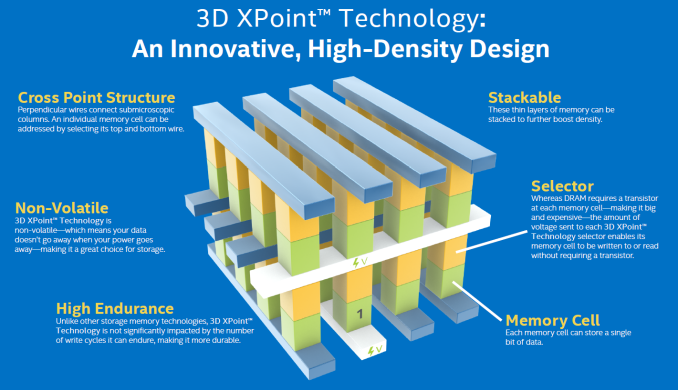 3D XPoint™ Technology:
An Innovative, High-Density Design
Cross Point Structure
Perpendicular wires connect submicroscopic
columns. An individual memory cell can be
addressed by selecting its top and bottom wire.
Non-Volatile
3D XPoint™ Technology is
non-volatile—which means your data
doesn't go away when your power goes
away—making it a great choice for storage.
High Endurance
Unlike other storage memory technologies, 3D XPoint™
Technology is not significantly impacted by the number
of write cycles it can endure, making it more durable.
Stackable
These thin layers of memory can be
stacked to further boost density.
Selector
Whereas DRAM requires a transistor
at each memory cell—making it big
and expensive—the amount of
voltage sent to each 3D XPoint™
Technology selector enables its
memory cell to be written to or read
without requiring a transistor.
Memory Cell
Each memory cell can store a single
bit of data.
V
1
V